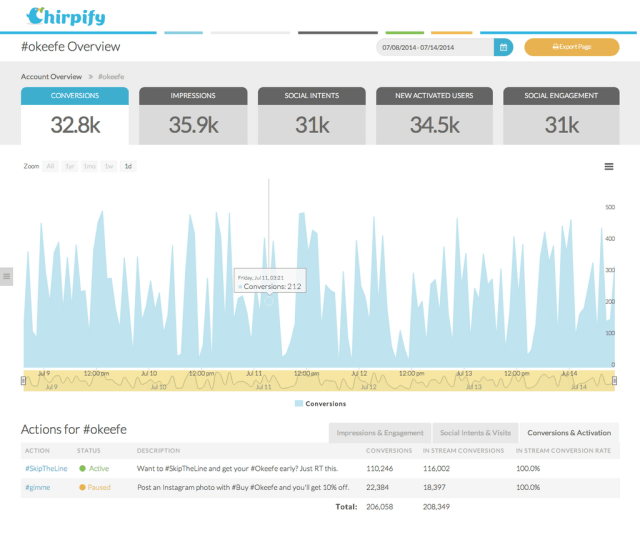 Chirpify
#okeefe Overview
07/08/2014 - 07/14/2014
Export Page
Account Overview » #okeefe
CONVERSIONS IMPRESSIONS SOCIAL INTENTS NEW ACTIVATED USERS SOCIAL ENGAGEMENT
32.8k 35.9k 31k 34.5k 31k
Zoom All 1yr 1mo 1w 1d
500
400
300
200
100
0
Friday, Jul 11, 03:21
Conversions: 212
Jul 9 12:00pm Jul 10 12:00 pm Jul 11 12:00pm Jul 12 12:00 pm Jul 13 12:00 pm Jul 14
Jul 9 Jul 10 Jul 11 Jul 12 Jul 13 Jul 14
Conversions
Actions for #okeefe
Impressions & Engagement Social Intents & Visits Conversions & Activation
ACTION STATUS DESCRIPTION CONVERSIONS IN STREAM CONVERSIONS IN STREAM CONVERSION RATE
#SkipTheLine Active Want to #SkipTheLine and get your #Okeefe early? Just RT this. 110,246 116,002 100.0%
#gimme Paused Post an Instagram photo with #Buy #Okeefe and you'll get 10% off. 22,384 18,397 100.0%
Total: 206,058 208,349